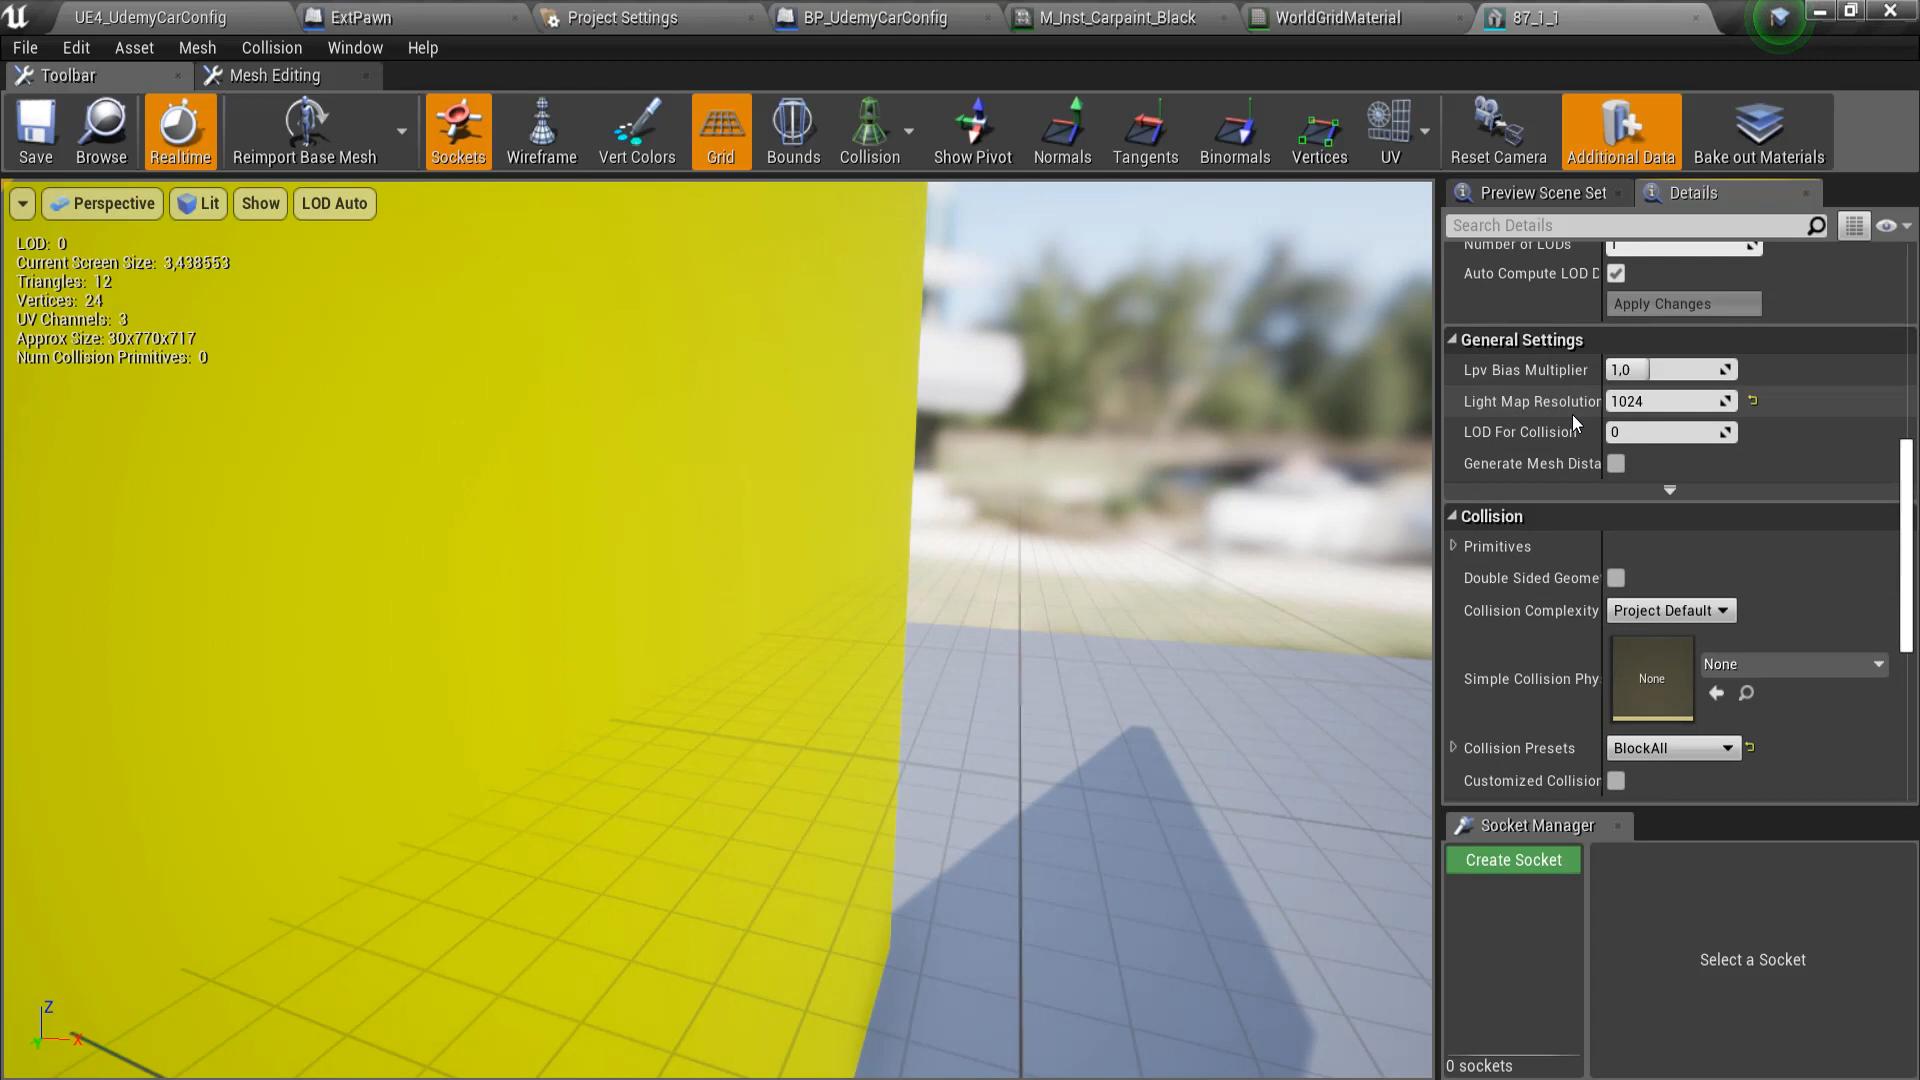 UE4_UdemyCarConfig
ExtPawn
Project Settings
BP_UdemyCarConfig
M_Inst_Carpaint_Black
WorldGridMaterial
87_1_1
File Edit Asset Mesh Collision Window Help
Toolbar
Mesh Editing
Save
Browse
Realtime
Reimport Base Mesh
Sockets
Wireframe
Vert Colors
Grid
Bounds
Collision
Show Pivot
Normals
Tangents
Binormals
Vertices
UV
Reset Camera
Additional Data
Bake out Materials
Perspective
Lit
Show
LOD Auto
LOD: 0
Current Screen Size: 3,438553
Triangles: 12
Vertices: 24
UV Channels: 3
Approx Size: 30x770x717
Num Collision Primitives: 0
Z
X
Y
Preview Scene Set
Details
Search Details
Number of LODs 1
Auto Compute LOD D
Apply Changes
General Settings
Lpv Bias Multiplier 1,0
Light Map Resolution 1024
LOD For Collision 0
Generate Mesh Dista
Collision
Primitives
Double Sided Geome
Collision Complexity Project Default
Simple Collision Phy
None
None
Collision Presets BlockAll
Customized Collision
Socket Manager
Create Socket
Select a Socket
0 sockets